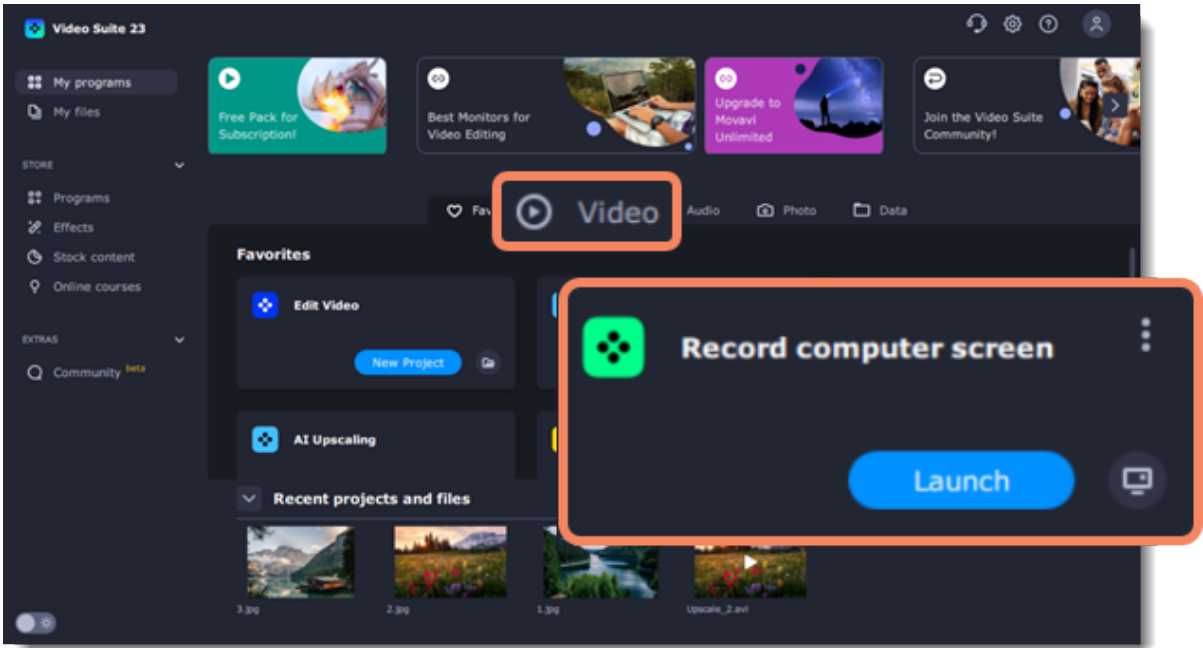 Video Suite 23
My programs
My files
STORE
Programs
Effects
Stock content
Online courses
EXTRAS
Community beta
Free Pack for
Subscription!
Best Monitors for
Video Editing
Upgrade to
Movavi
Unlimited
Join the Video Suite
Community!
Fav
Video
Audio
Photo
Data
Favorites
Edit Video
New Project
Record computer screen
Launch
AI Upscaling
Recent projects and files
3.jpg
2.jpg
1.jpg
Upscale_2.avi